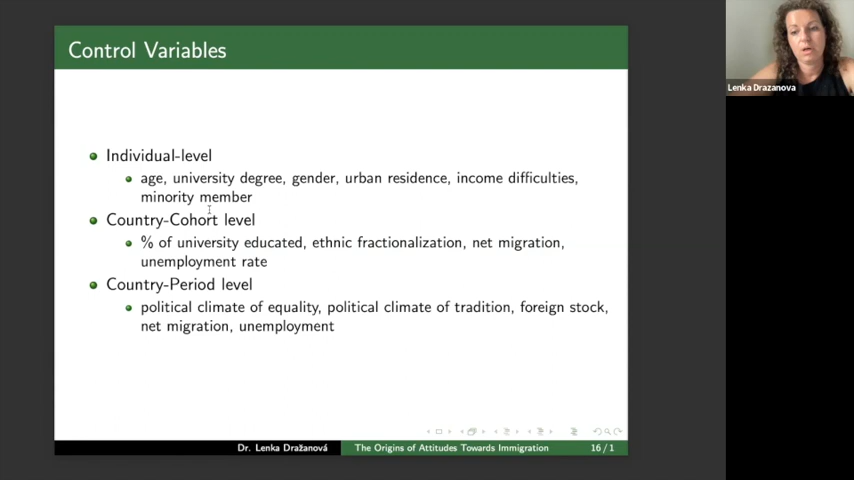 Control Variables
Lenka Drazanova
Individual-level
age, university degree, gender, urban residence, income difficulties,
minority member
Country-Cohort level
% of university educated, ethnic fractionalization, net migration,
unemployment rate
Country-Period level
political climate of equality, political climate of tradition, foreign stock,
net migration, unemployment
Dr. Lenka Dražanová
The Origins of Attitudes Towards Immigration
16/1